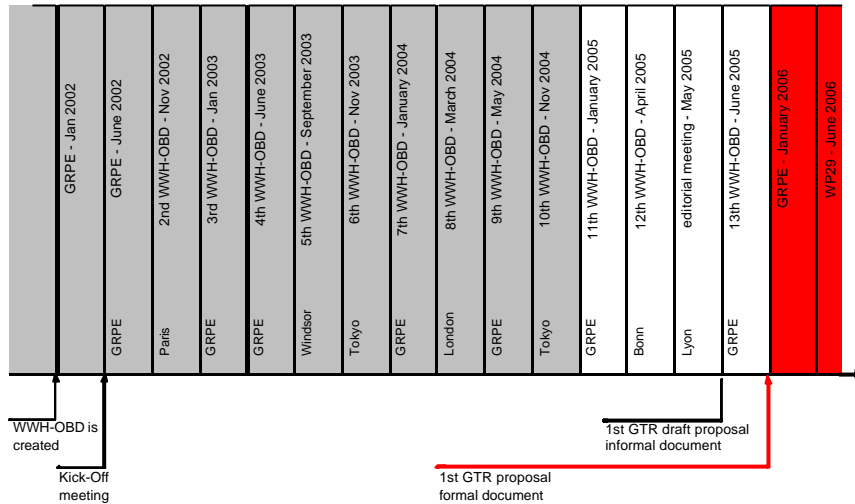 GRPE - Jan 2002
GRPE - June 2002
GRPE
2nd WWH-OBD - Nov 2002
Paris
3rd WWH-OBD - Jan 2003
GRPE
4th WWH-OBD - June 2003
GRPE
5th WWH-OBD - September 2003
Windsor
6th WWH-OBD - Nov 2003
Tokyo
7th WWH-OBD - January 2004
GRPE
8th WWH-OBD - March 2004
London
9th WWH-OBD - May 2004
GRPE
10th WWH-OBD - Nov 2004
Tokyo
11th WWH-OBD - January 2005
GRPE
12th WWH-OBD - April 2005
Bonn
editorial meeting - May 2005
Lyon
13th WWH-OBD - June 2005
GRPE
GRPE - January 2006
WP29 - June 2006
WWH-OBD is
created
Kick-Off
meeting
1st GTR draft proposal
informal document
1st GTR proposal
formal document